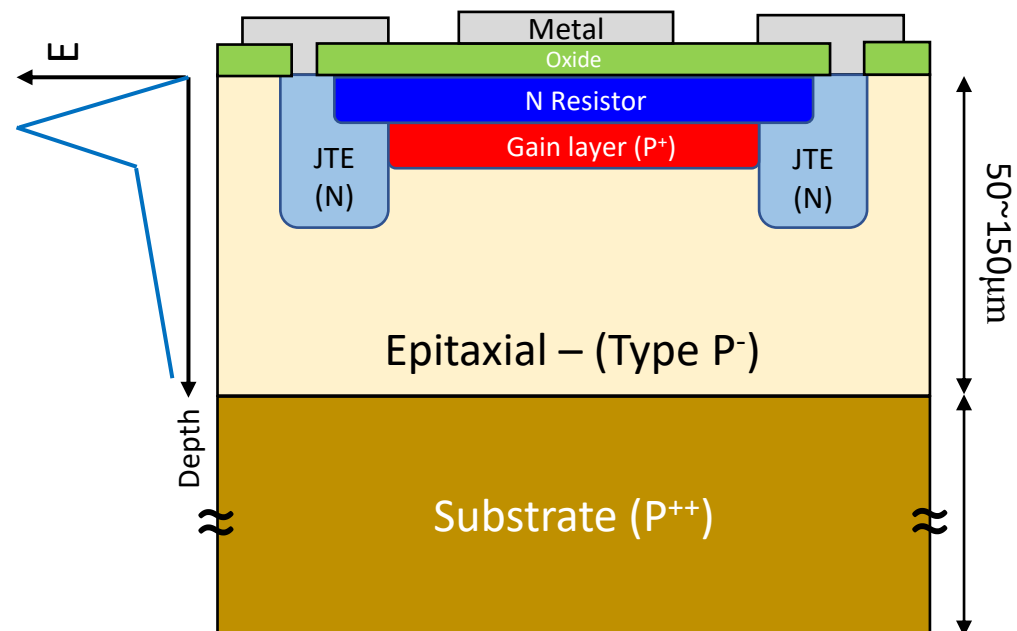 Metal
Oxide
E
N Resistor
Gain layer (P⁺)
JTE
(N)
JTE
(N)
50~150μm
Epitaxial – (Type P⁻)
Depth
Substrate (P⁺⁺)